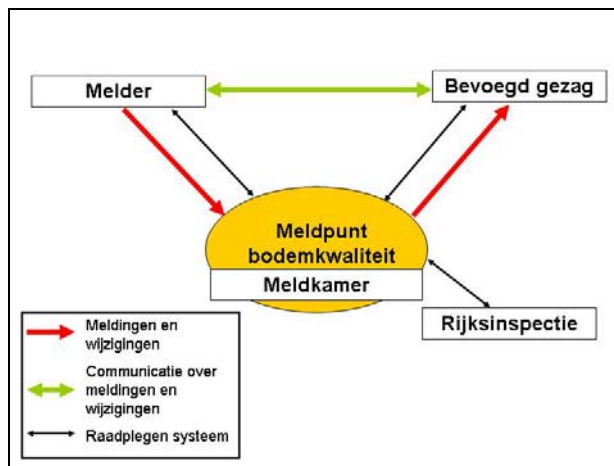 Melder
Bevoegd gezag
Meldpunt
bodemkwaliteit
Meldkamer
Rijksinspectie
Meldingen en
wijzigingen
Communicatie over
meldingen en
wijzigingen
Raadplegen systeem